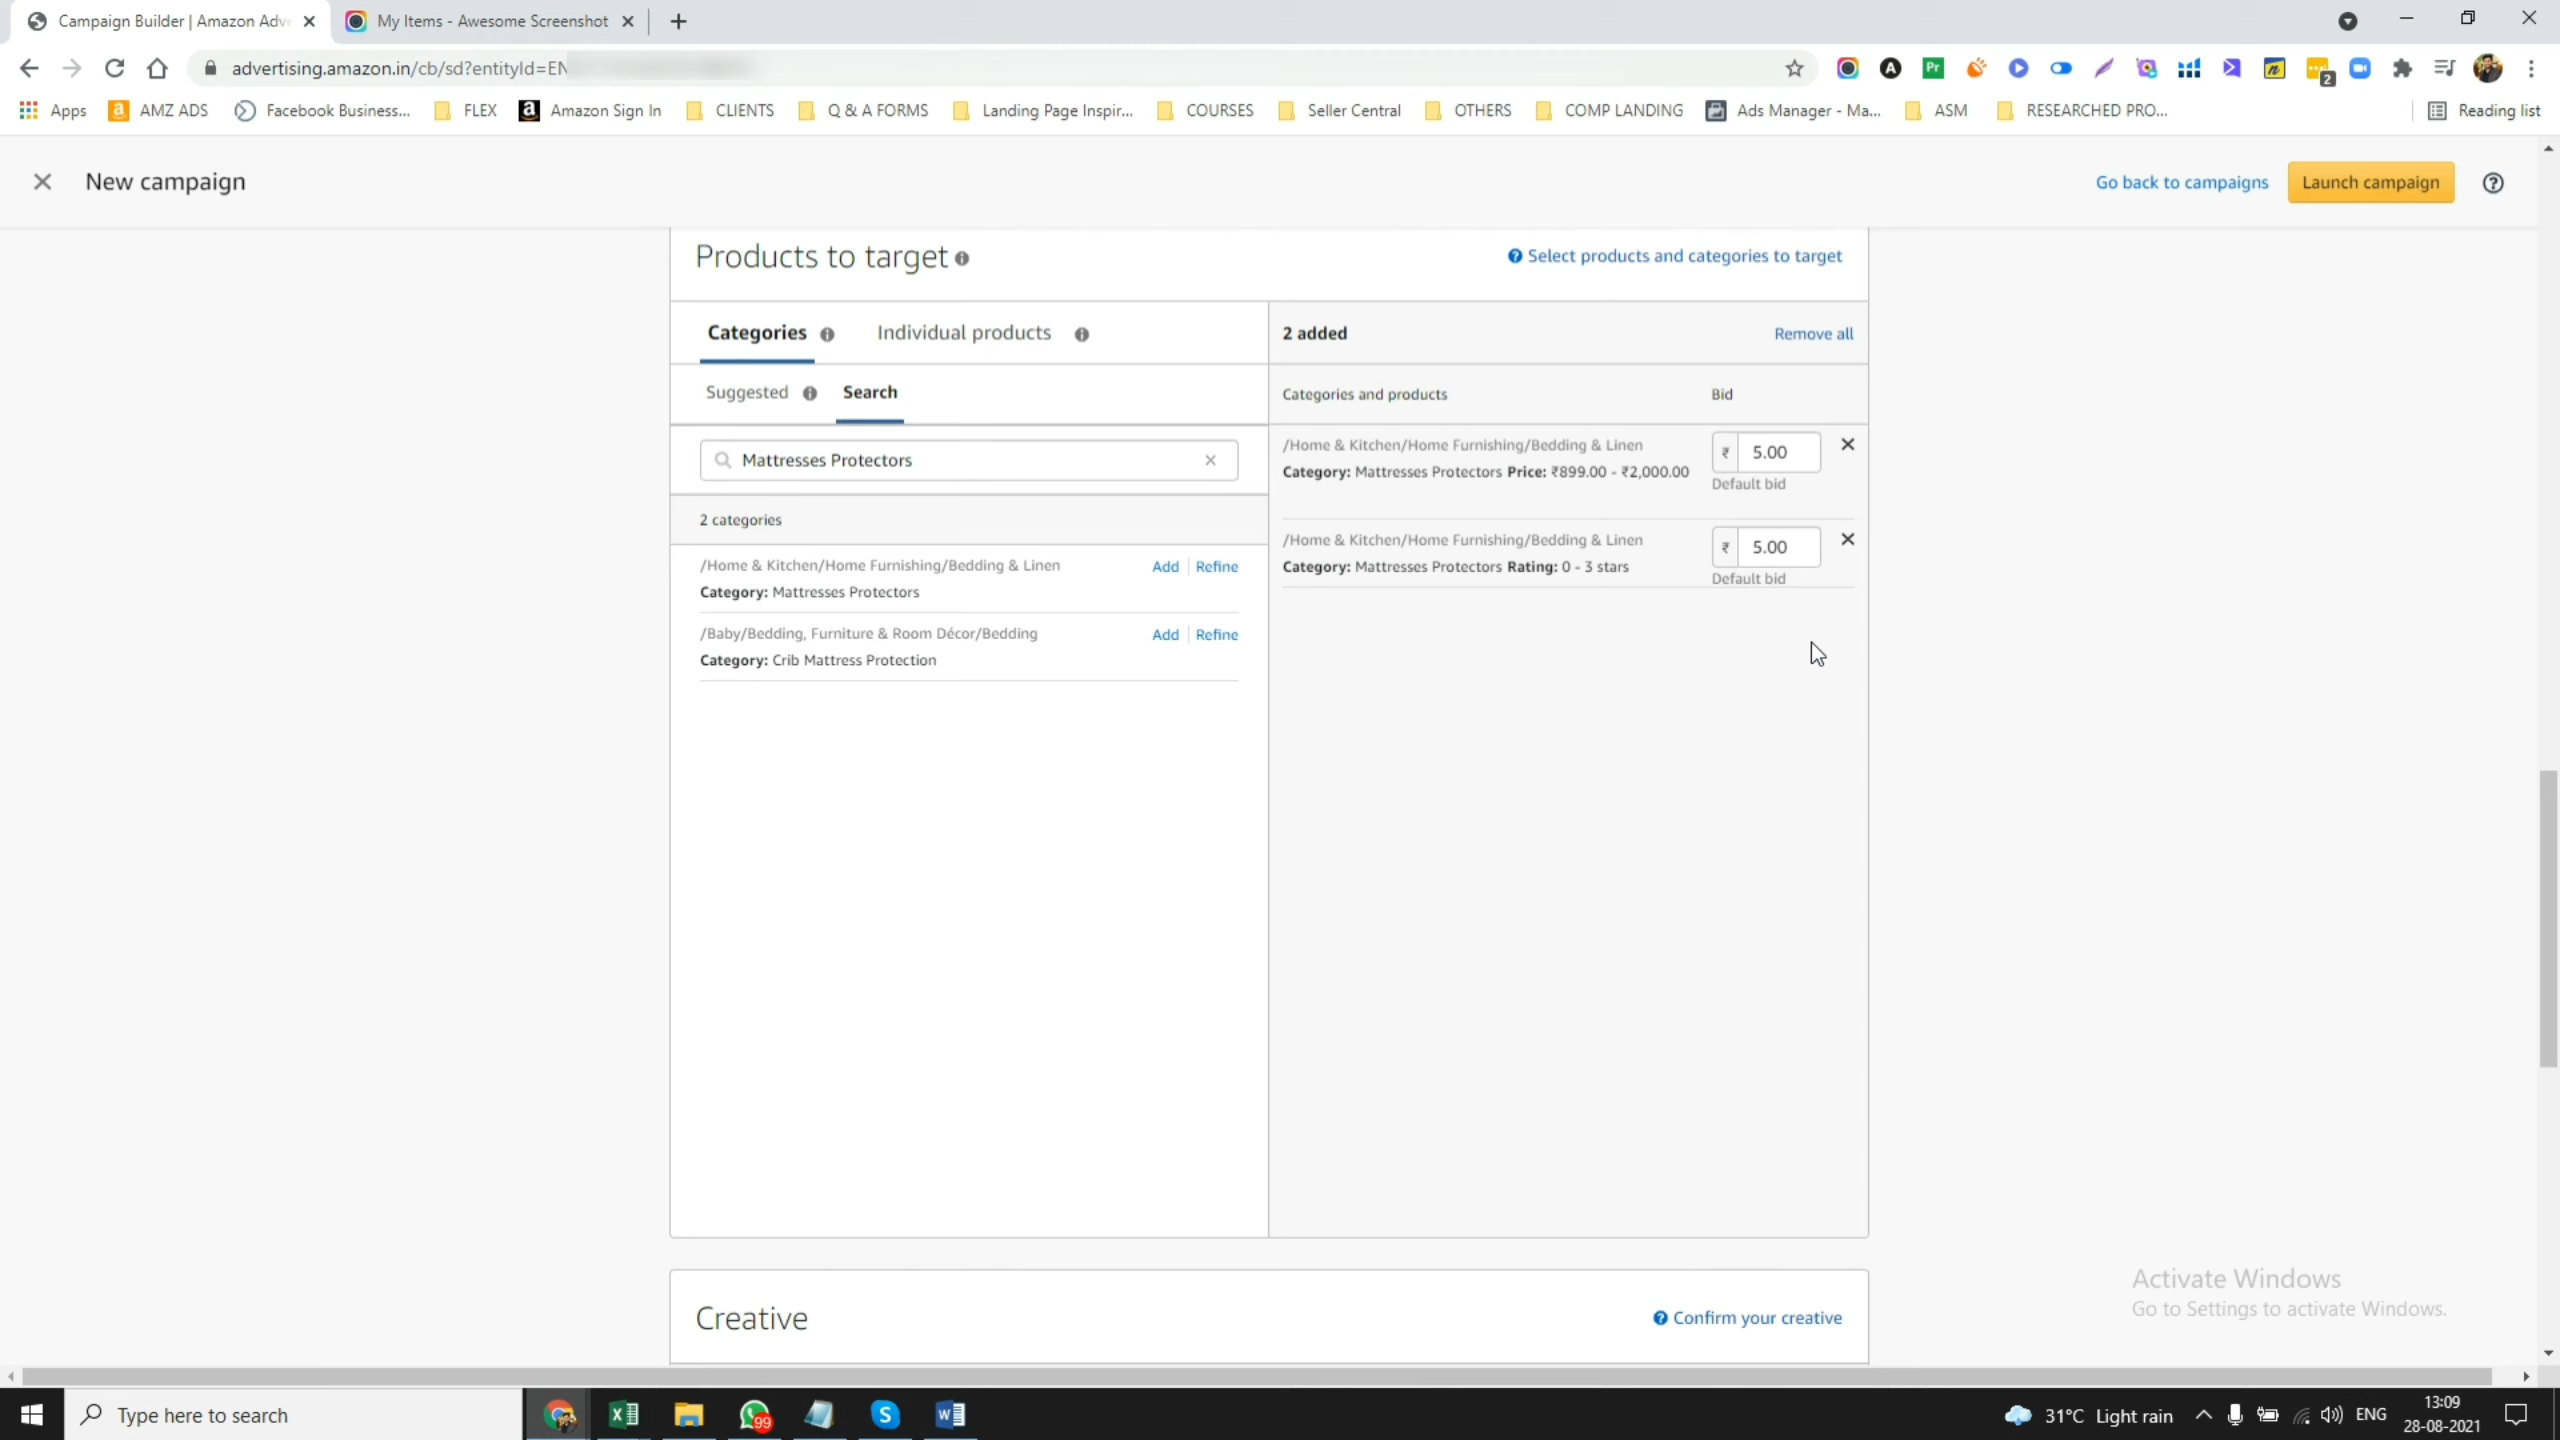 Campaign Builder | Amazon Adv
My Items - Awesome Screenshot
advertising.amazon.in/cb/sd?entityId=EN
Apps
AMZ ADS
Facebook Business...
FLEX
Amazon Sign In
CLIENTS
Q & A FORMS
Landing Page Inspir...
COURSES
Seller Central
OTHERS
COMP LANDING
Ads Manager - Ma...
ASM
RESEARCHED PRO...
Reading list
New campaign
Go back to campaigns
Launch campaign
Products to target
Select products and categories to target
Categories
Individual products
2 added
Remove all
Suggested
Search
Categories and products
Bid
Mattresses Protectors
/Home & Kitchen/Home Furnishing/Bedding & Linen
Category: Mattresses Protectors Price: ₹899.00 - ₹2,000.00
₹ 5.00
Default bid
2 categories
/Home & Kitchen/Home Furnishing/Bedding & Linen
Category: Mattresses Protectors Rating: 0 - 3 stars
₹ 5.00
Default bid
/Home & Kitchen/Home Furnishing/Bedding & Linen
Add
Refine
Category: Mattresses Protectors
/Baby/Bedding, Furniture & Room Décor/Bedding
Add
Refine
Category: Crib Mattress Protection
Creative
Confirm your creative
Activate Windows
Go to Settings to activate Windows.
Type here to search
99
31°C Light rain
ENG
13:09
28-08-2021